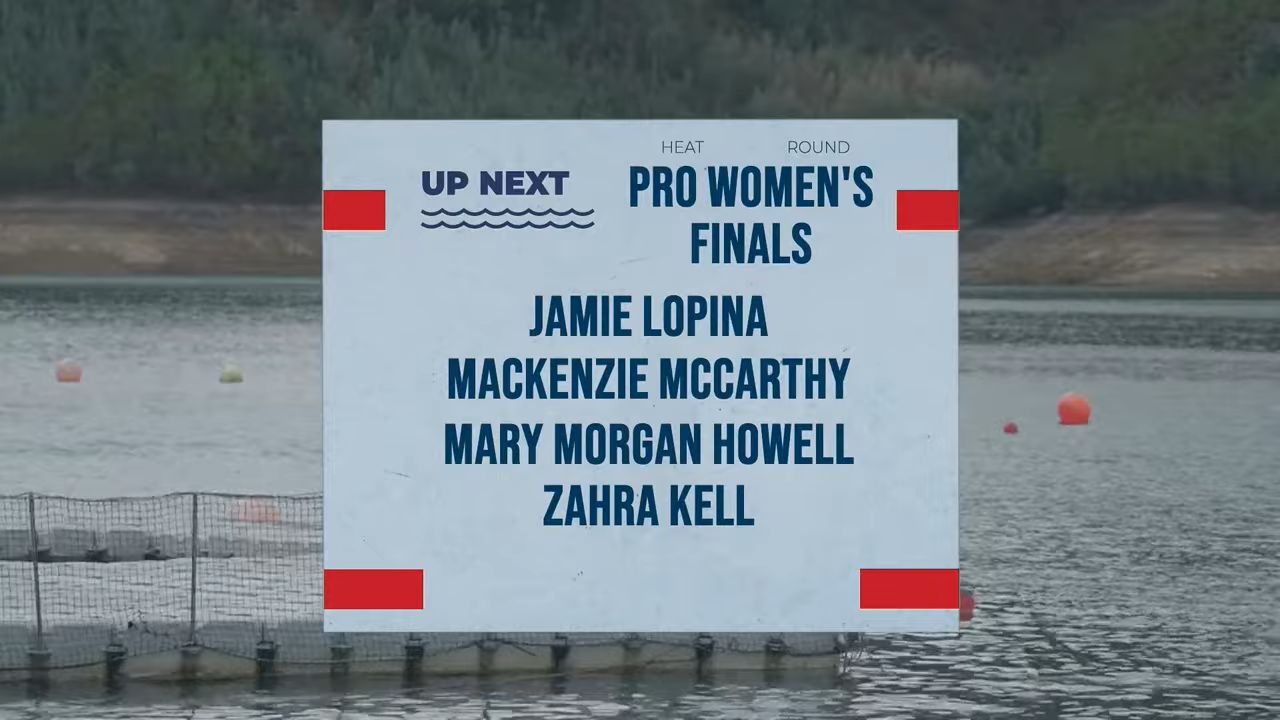 HEAT ROUND
UP NEXT
PRO WOMEN'S
FINALS
JAMIE LOPINA
MACKENZIE MCCARTHY
MARY MORGAN HOWELL
ZAHRA KELL